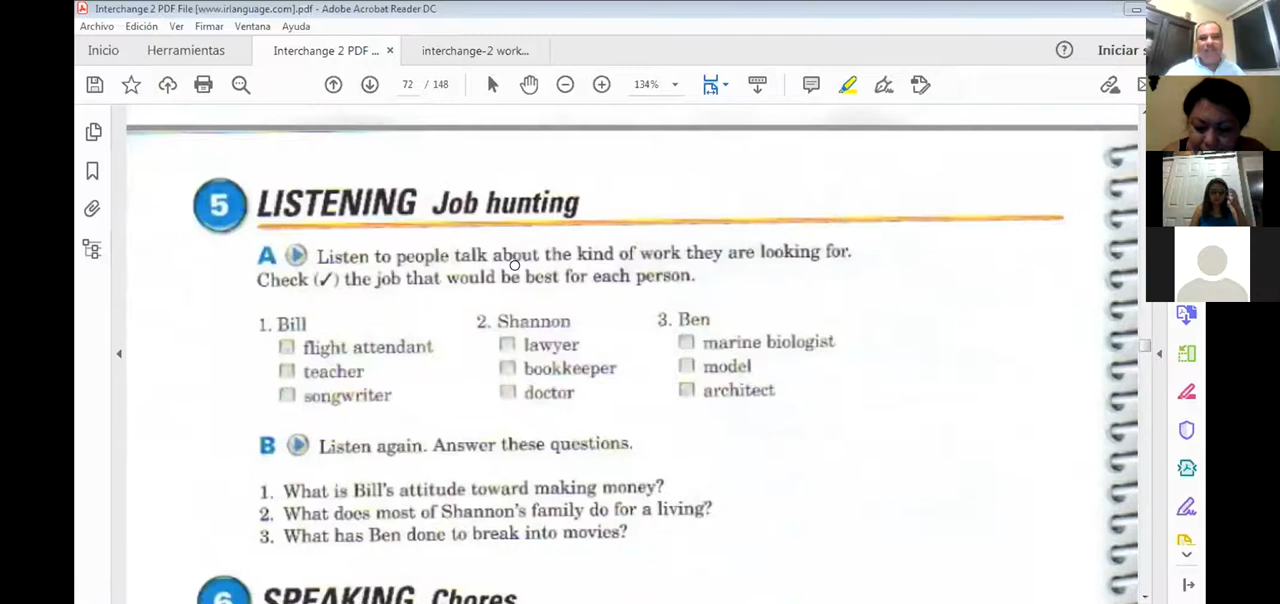 Interchange 2 PDF File [www.irlanguage.com].pdf - Adobe Acrobat Reader DC
Archivo Edición Ver Firmar Ventana Ayuda
Inicio Herramientas Interchange 2 PDF ... × interchange-2 work... Iniciar
72 / 148 134%
5 LISTENING Job hunting
A Listen to people talk about the kind of work they are looking for.
Check (✓) the job that would be best for each person.
1. Bill 2. Shannon 3. Ben
flight attendant lawyer marine biologist
teacher bookkeeper model
songwriter doctor architect
B Listen again. Answer these questions.
1. What is Bill's attitude toward making money?
2. What does most of Shannon's family do for a living?
3. What has Ben done to break into movies?
6 SPEAKING Chores